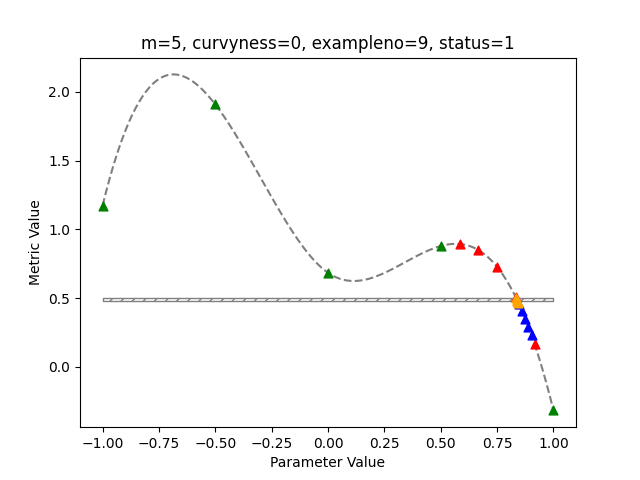 m=5, curvyness=0, exampleno=9, status=1
Metric Value
2.0
1.5
1.0
0.5
0.0
−1.00 −0.75 −0.50 −0.25 0.00 0.25 0.50 0.75 1.00
Parameter Value